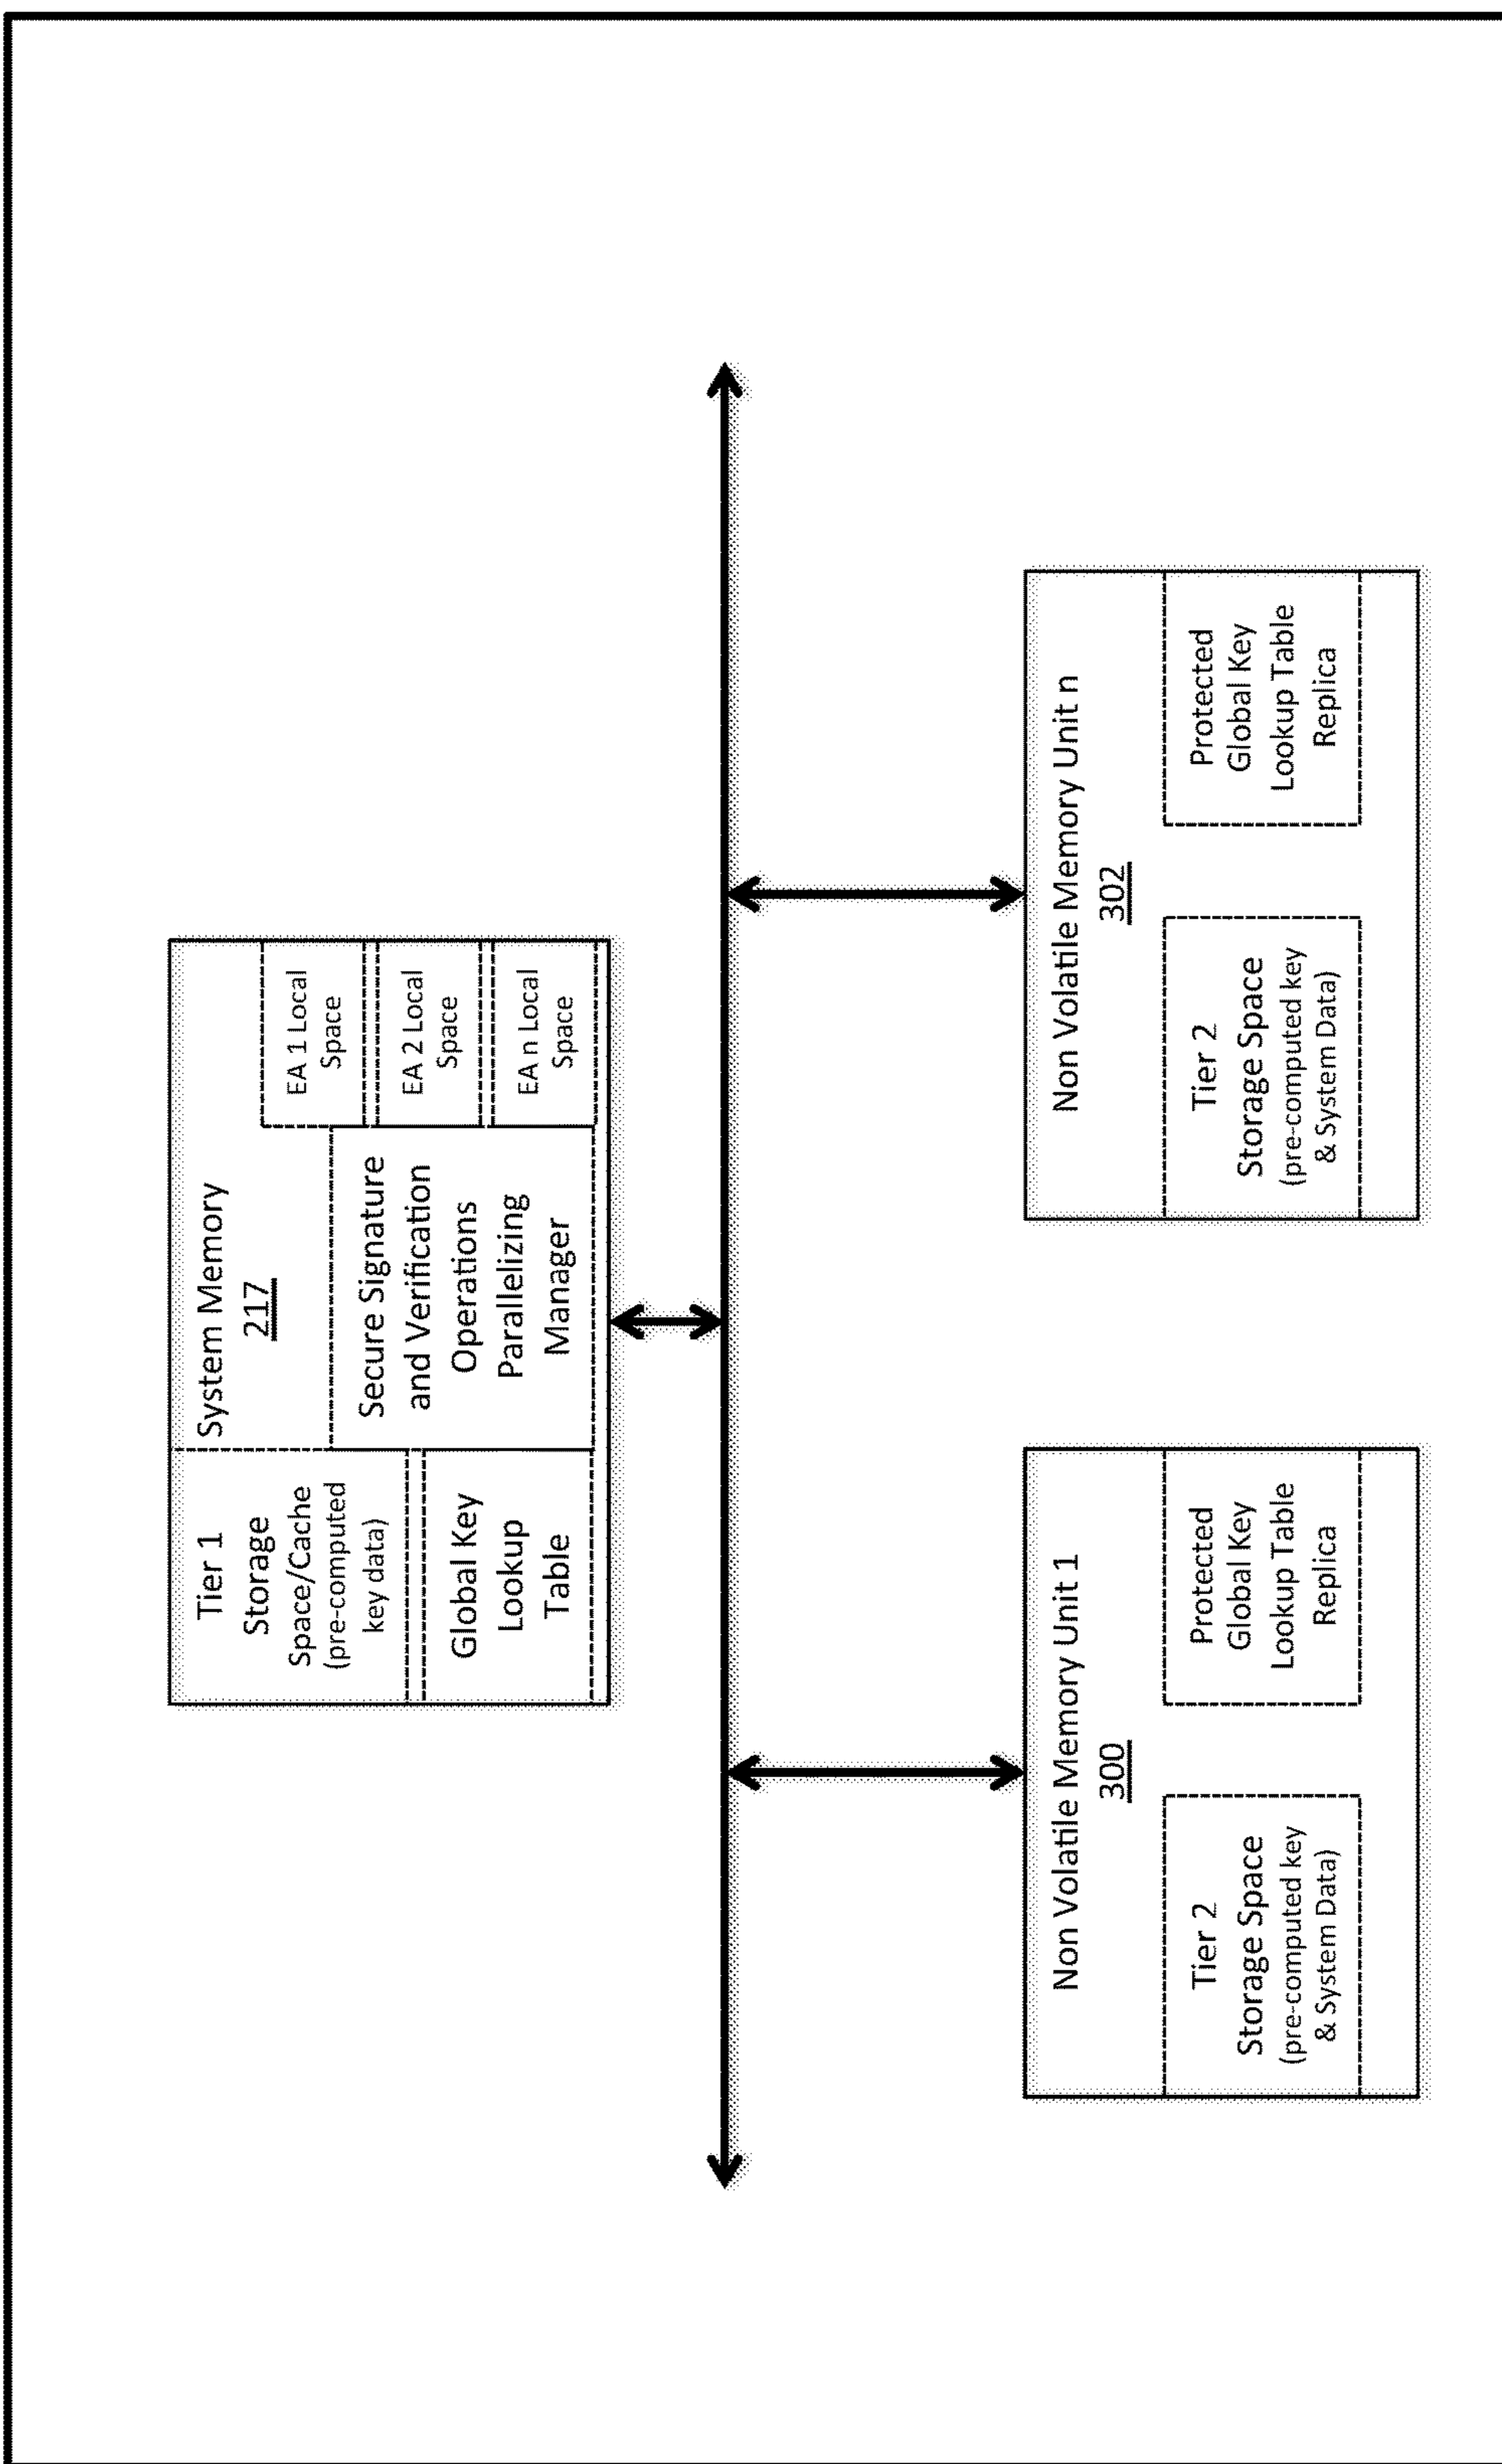 System Memory
217
Tier 1
Storage
Space/Cache
(pre-computed
key data)
Global Key
Lookup
Table
Secure Signature
and Verification
Operations
Parallelizing
Manager
EA 1 Local
Space
EA 2 Local
Space
EA n Local
Space
Non Volatile Memory Unit 1
300
Tier 2
Storage Space
(pre-computed key
& System Data)
Protected
Global Key
Lookup Table
Replica
Non Volatile Memory Unit n
302
Tier 2
Storage Space
(pre-computed key
& System Data)
Protected
Global Key
Lookup Table
Replica